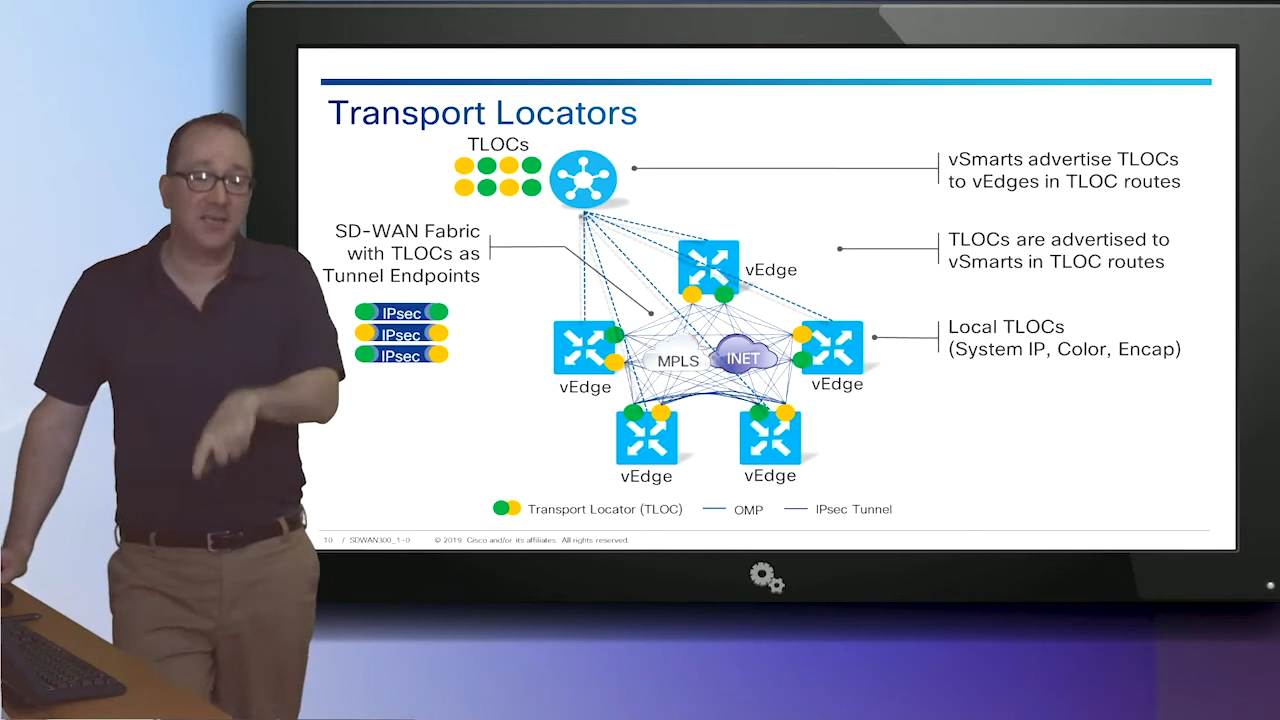 Transport Locators
TLOCs
vSmarts advertise TLOCs
to vEdges in TLOC routes
SD-WAN Fabric
with TLOCs as
Tunnel Endpoints
TLOCs are advertised to
vSmarts in TLOC routes
vEdge
IPsec
IPsec
IPsec
Local TLOCs
(System IP, Color, Encap)
MPLS
INET
vEdge
vEdge
vEdge
vEdge
Transport Locator (TLOC)
OMP
IPsec Tunnel
10 / SDWAN300_1-0 © 2019 Cisco and/or its affiliates. All rights reserved.